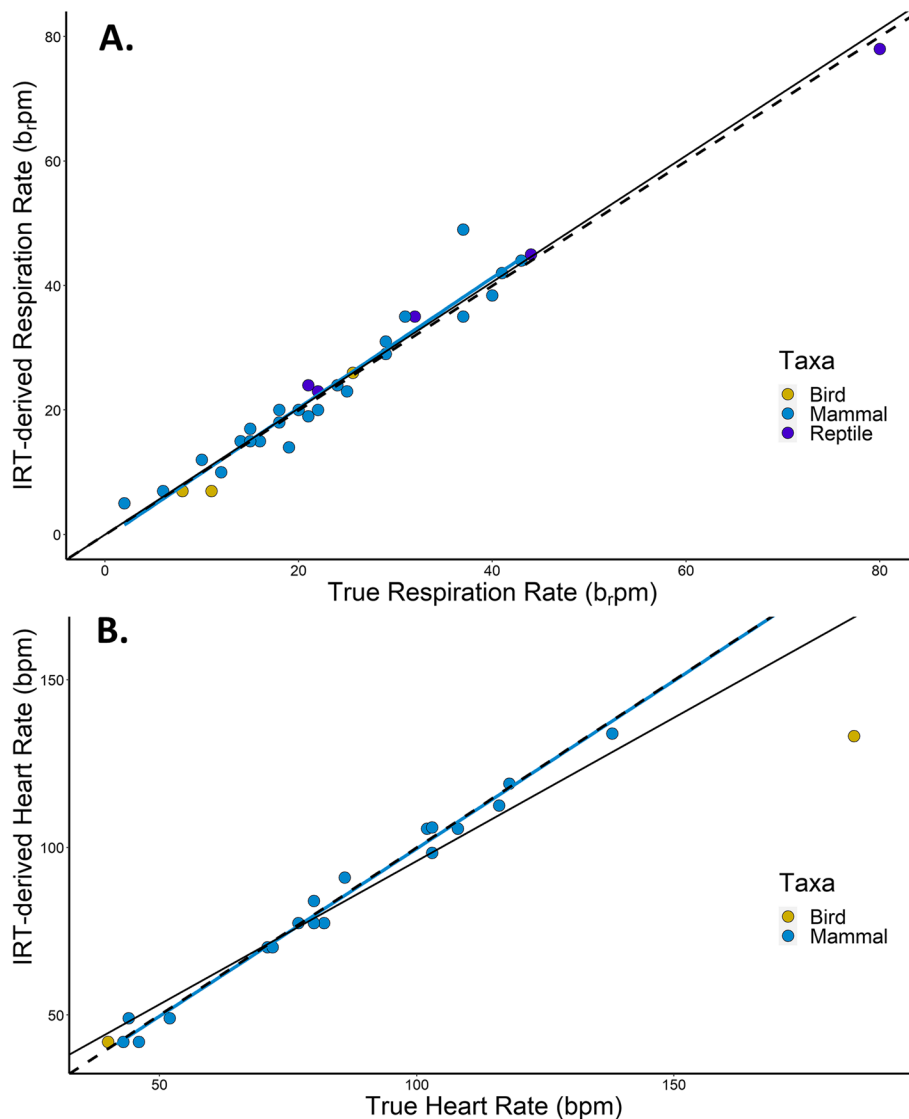 A.
IRT-derived Respiration Rate (bᵣpm)
80
60
40
20
0
Taxa
Bird
Mammal
Reptile
0 20 40 60 80
True Respiration Rate (bᵣpm)
B.
IRT-derived Heart Rate (bpm)
150
100
50
Taxa
Bird
Mammal
50 100 150
True Heart Rate (bpm)